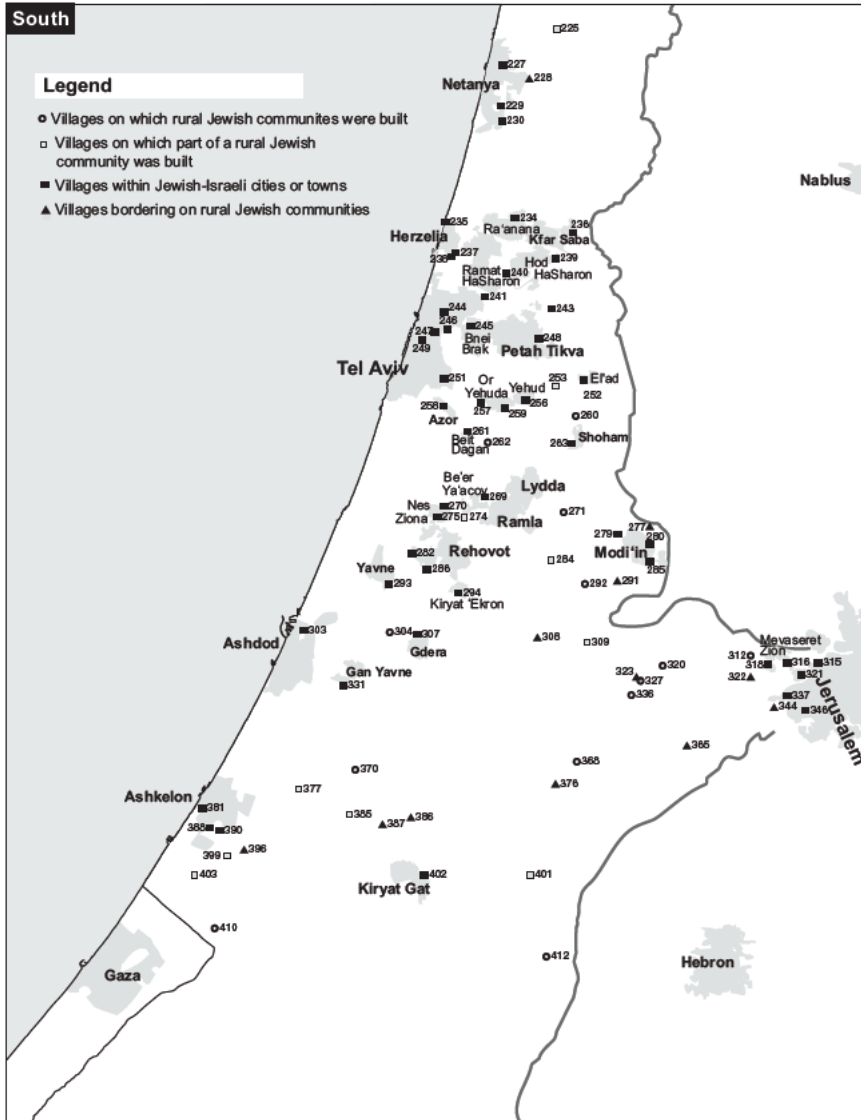 South
225
Legend
227
228
Netanya
229
230
Villages on which rural Jewish communites were built
Villages on which part of a rural Jewish
community was built
Villages within Jewish-Israeli cities or towns
Villages bordering on rural Jewish communities
Nablus
235
234
236
Ra'anana
Herzelia
Kfar Saba
237
238
239
Hod
HaSharon
Ramat
HaSharon
240
241
243
244
246
245
247
249
Bnei
Brak
248
Petah Tikva
Tel Aviv
251
Or
Yehuda
Yehud
253
El'ad
252
256
257
259
258
Azor
260
261
Beit
Dagan
262
263
Shoham
Be'er
Ya'acov
269
Lydda
Nes
Ziona
270
275
274
271
Ramla
277
279
280
Modi'in
285
282
Rehovot
284
Yavne
286
293
292
291
294
Kiryat 'Ekron
303
304
307
308
309
Ashdod
Gdera
Mevaseret
Zion
312
318
316
315
320
321
322
323
327
336
337
344
346
Jerusalem
Gan Yavne
331
365
368
370
376
377
Ashkelon
381
385
386
387
388
390
396
399
403
Kiryat Gat
402
401
410
412
Gaza
Hebron